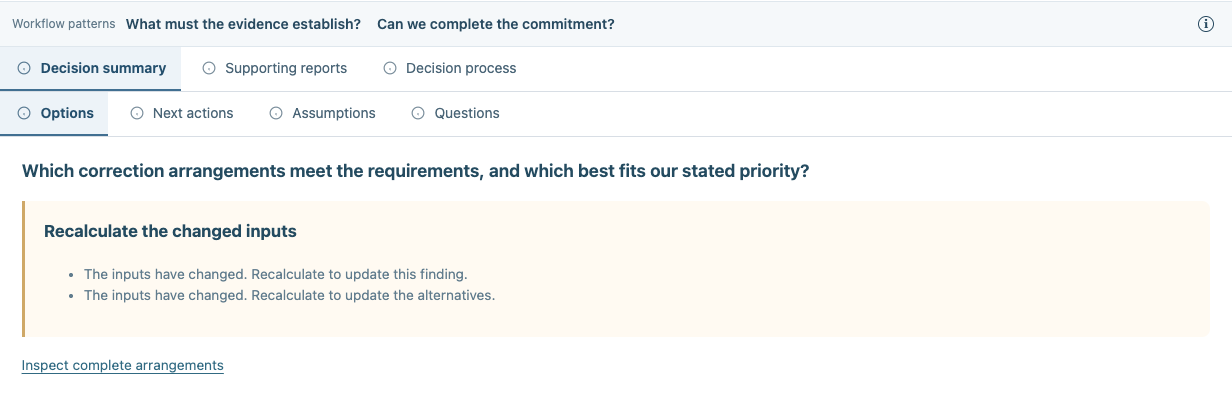 Workflow patterns What must the evidence establish? Can we complete the commitment?
Decision summary Supporting reports Decision process
Options Next actions Assumptions Questions
Which correction arrangements meet the requirements, and which best fits our stated priority?
Recalculate the changed inputs
• The inputs have changed. Recalculate to update this finding.
• The inputs have changed. Recalculate to update the alternatives.
Inspect complete arrangements